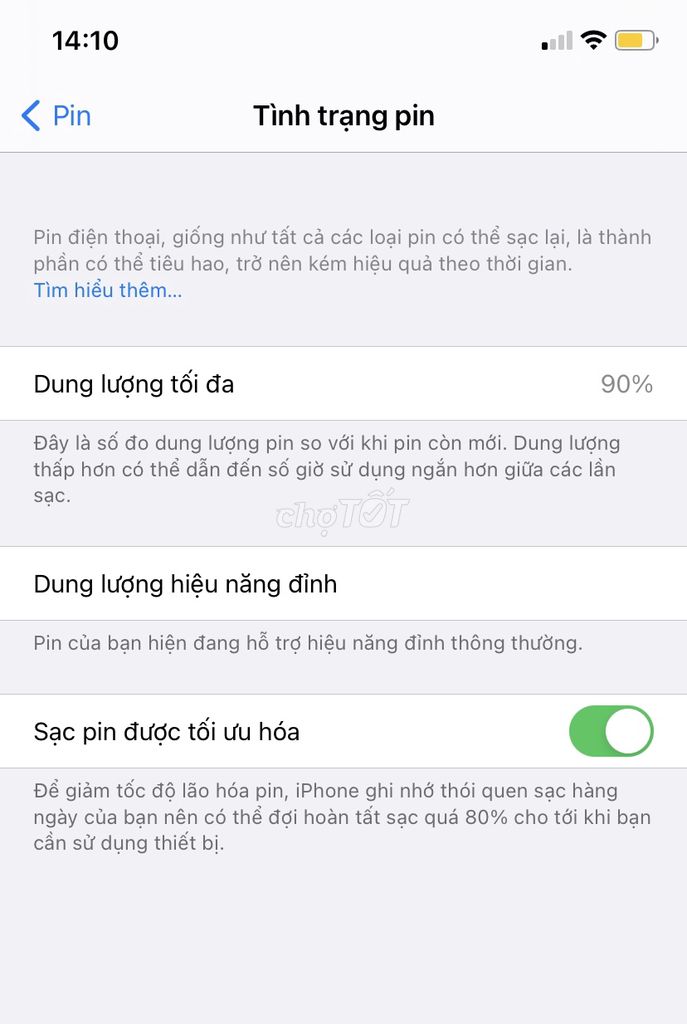 14:10
Pin
Tình trạng pin
Pin điện thoại, giống như tất cả các loại pin có thể sạc lại, là thành
phần có thể tiêu hao, trở nên kém hiệu quả theo thời gian.
Tìm hiểu thêm...
Dung lượng tối đa 90%
Đây là số đo dung lượng pin so với khi pin còn mới. Dung lượng
thấp hơn có thể dẫn đến số giờ sử dụng ngắn hơn giữa các lần
sạc.
chợTỐT
Dung lượng hiệu năng đỉnh
Pin của bạn hiện đang hỗ trợ hiệu năng đỉnh thông thường.
Sạc pin được tối ưu hóa
Để giảm tốc độ lão hóa pin, iPhone ghi nhớ thói quen sạc hàng
ngày của bạn nên có thể đợi hoàn tất sạc quá 80% cho tới khi bạn
cần sử dụng thiết bị.